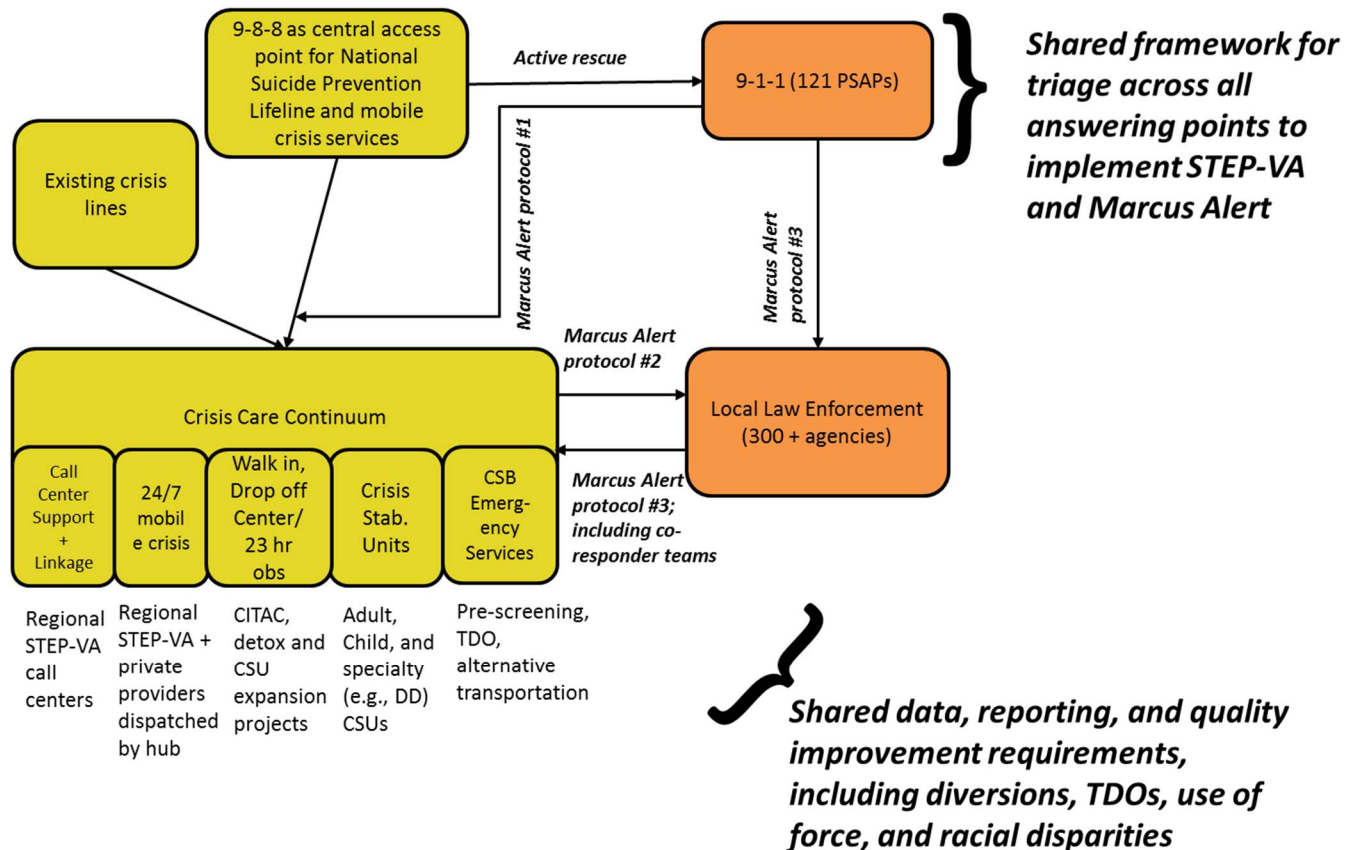 9-8-8 as central access
point for National
Suicide Prevention
Lifeline and mobile
crisis services
Active rescue
9-1-1 (121 PSAPs)
Shared framework for
triage across all
answering points to
implement STEP-VA
and Marcus Alert
Existing crisis
lines
Marcus Alert protocol #1
Marcus Alert
protocol #3
Marcus Alert
protocol #2
Crisis Care Continuum
Local Law Enforcement
(300 + agencies)
Call
Center
Support
+
Linkage
24/7
mobil
e crisis
Walk in,
Drop off
Center/
23 hr
obs
Crisis
Stab.
Units
CSB
Emerg-
ency
Services
Marcus Alert
protocol #3;
including co-
responder teams
Regional
STEP-VA
call
centers
Regional
STEP-VA +
private
providers
dispatched
by hub
CITAC,
detox and
CSU
expansion
projects
Adult,
Child, and
specialty
(e.g., DD)
CSUs
Pre-screening,
TDO,
alternative
transportation
Shared data, reporting, and quality
improvement requirements,
including diversions, TDOs, use of
force, and racial disparities